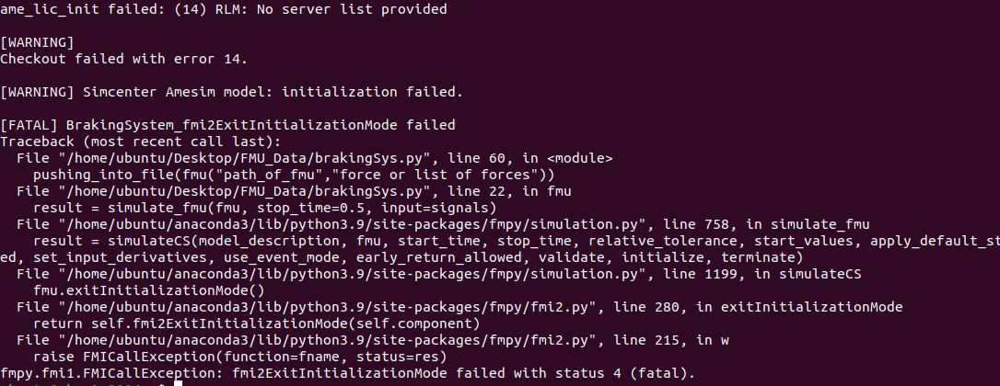 ame_lic_init failed: (14) RLM: No server list provided
[WARNING]
Checkout failed with error 14.
[WARNING] Simcenter Amesim model: initialization failed.
[FATAL] BrakingSystem_fmi2ExitInitializationMode failed
Traceback (most recent call last):
  File "/home/ubuntu/Desktop/FMU_Data/brakingSys.py", line 60, in <module>
    pushing_into_file(fmu("path_of_fmu","force or list of forces"))
  File "/home/ubuntu/Desktop/FMU_Data/brakingSys.py", line 22, in fmu
    result = simulate_fmu(fmu, stop_time=0.5, input=signals)
  File "/home/ubuntu/anaconda3/lib/python3.9/site-packages/fmpy/simulation.py", line 758, in simulate_fmu
    result = simulateCS(model_description, fmu, start_time, stop_time, relative_tolerance, start_values, apply_default_st
ed, set_input_derivatives, use_event_mode, early_return_allowed, validate, initialize, terminate)
  File "/home/ubuntu/anaconda3/lib/python3.9/site-packages/fmpy/simulation.py", line 1199, in simulateCS
    fmu.exitInitializationMode()
  File "/home/ubuntu/anaconda3/lib/python3.9/site-packages/fmpy/fmi2.py", line 280, in exitInitializationMode
    return self.fmi2ExitInitializationMode(self.component)
  File "/home/ubuntu/anaconda3/lib/python3.9/site-packages/fmpy/fmi2.py", line 215, in w
    raise FMICallException(function=fname, status=res)
fmpy.fmi1.FMICallException: fmi2ExitInitializationMode failed with status 4 (fatal).